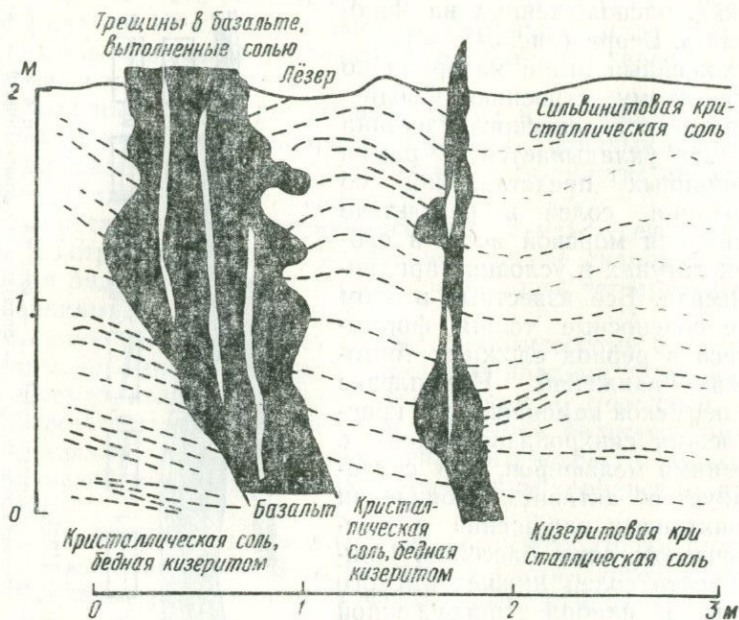 Трещины в базальте,
выполненные солью
Лёзер
м
2
Сильвинитовая кри-
сталлическая соль
1
0
Базальт
Кристаллическая соль,
бедная кизеритом
Кристал-
лическая
соль, бедная
кизеритом
Кизеритовая кри
сталлическая соль
0
1
2
3 м